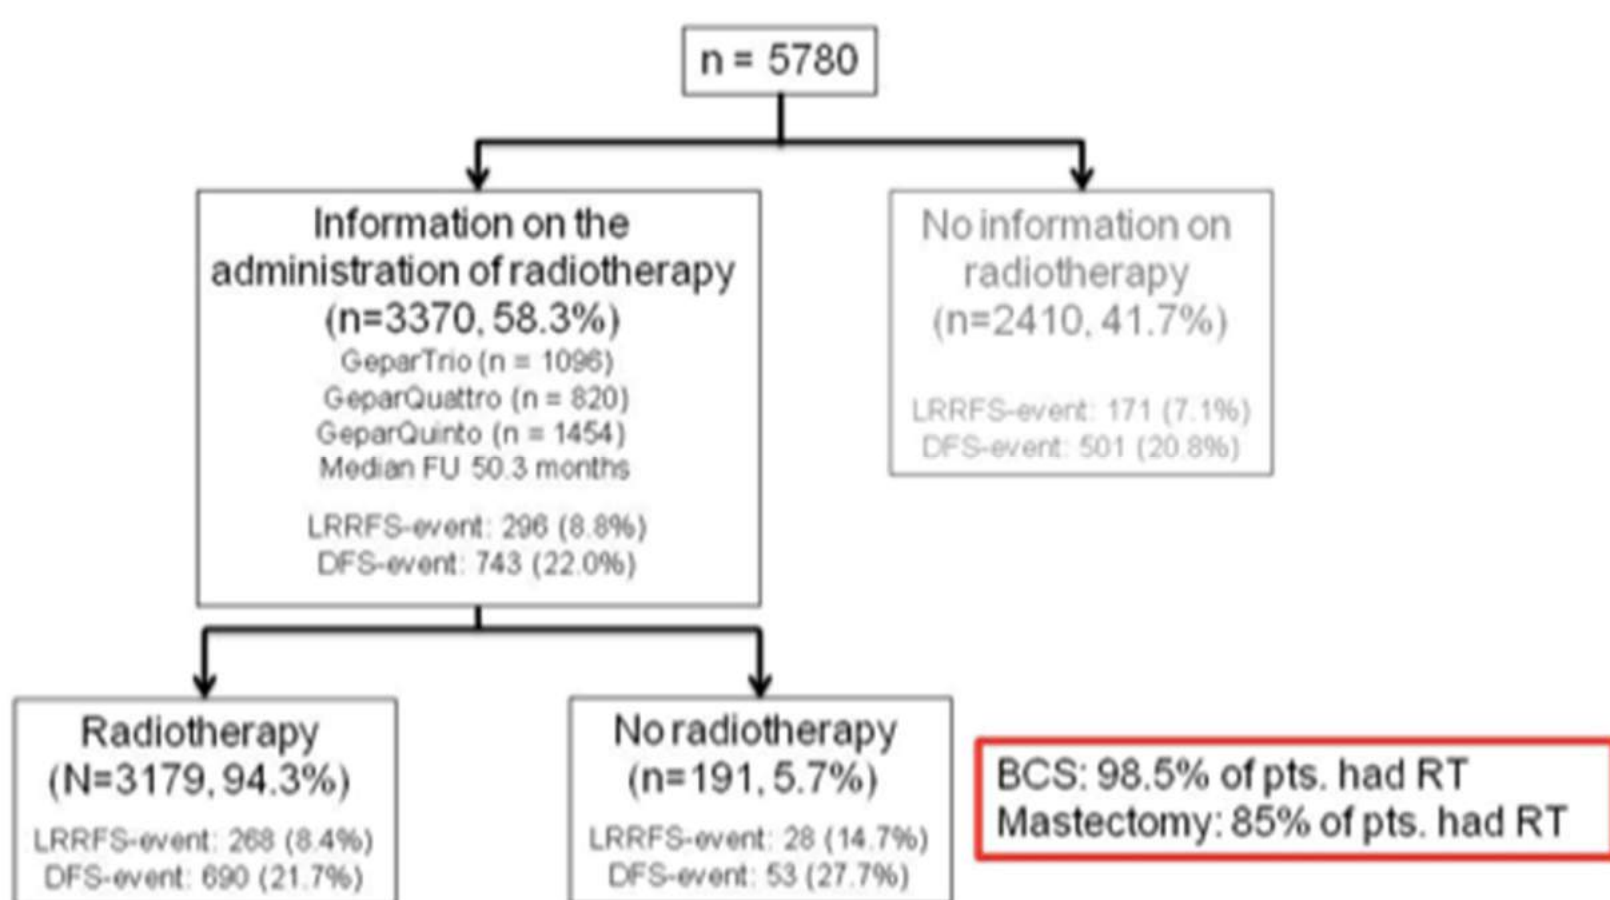 n = 5780
Information on the
administration of radiotherapy
(n=3370, 58.3%)
GeparTrio (n = 1096)
GeparQuattro (n = 820)
GeparQuinto (n = 1454)
Median FU 50.3 months
LRRFS-event: 296 (8.8%)
DFS-event: 743 (22.0%)
No information on
radiotherapy
(n=2410, 41.7%)
LRRFS-event: 171 (7.1%)
DFS-event: 501 (20.8%)
Radiotherapy
(N=3179, 94.3%)
LRRFS-event: 268 (8.4%)
DFS-event: 690 (21.7%)
No radiotherapy
(n=191, 5.7%)
LRRFS-event: 28 (14.7%)
DFS-event: 53 (27.7%)
BCS: 98.5% of pts. had RT
Mastectomy: 85% of pts. had RT